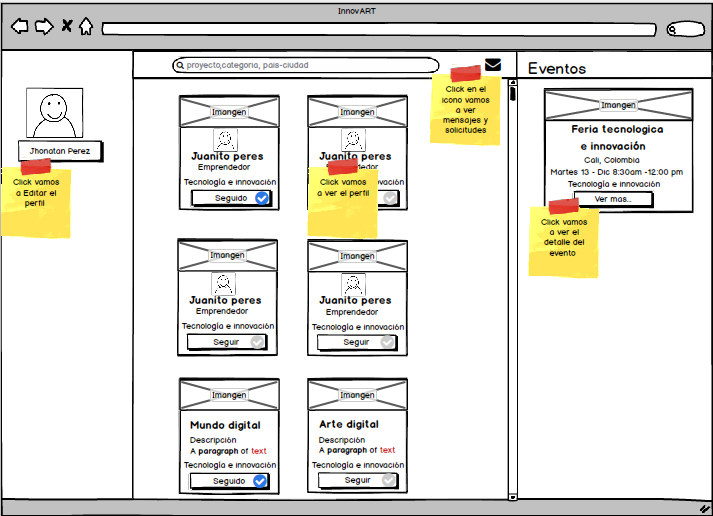 InnovART
proyecto,categoria, pais-ciudad
Eventos
Jhonatan Perez
Click vamos
a Editar el
perfil
Click en el
icono vamos
a ver
mensajes y
solicitudes
Imangen
Juanito peres
Emprendedor
Tecnología e innovación
Seguido
Imangen
Juanito peres
Click vamos
a ver el perfil
Imangen
Juanito peres
Emprendedor
Tecnología e innovación
Seguir
Imangen
Juanito peres
Emprendedor
Tecnología e innovación
Seguir
Imangen
Mundo digital
Descripción
A paragraph of text
Tecnología e innovación
Seguido
Imangen
Arte digital
Descripción
A paragraph of text
Tecnología e innovación
Seguir
Imangen
Feria tecnologica
e innovación
Cali, Colombia
Martes 13 - Dic 8:30am -12:00 pm
Tecnología e innovación
Ver mas...
Click vamos
a ver el
detalle del
evento